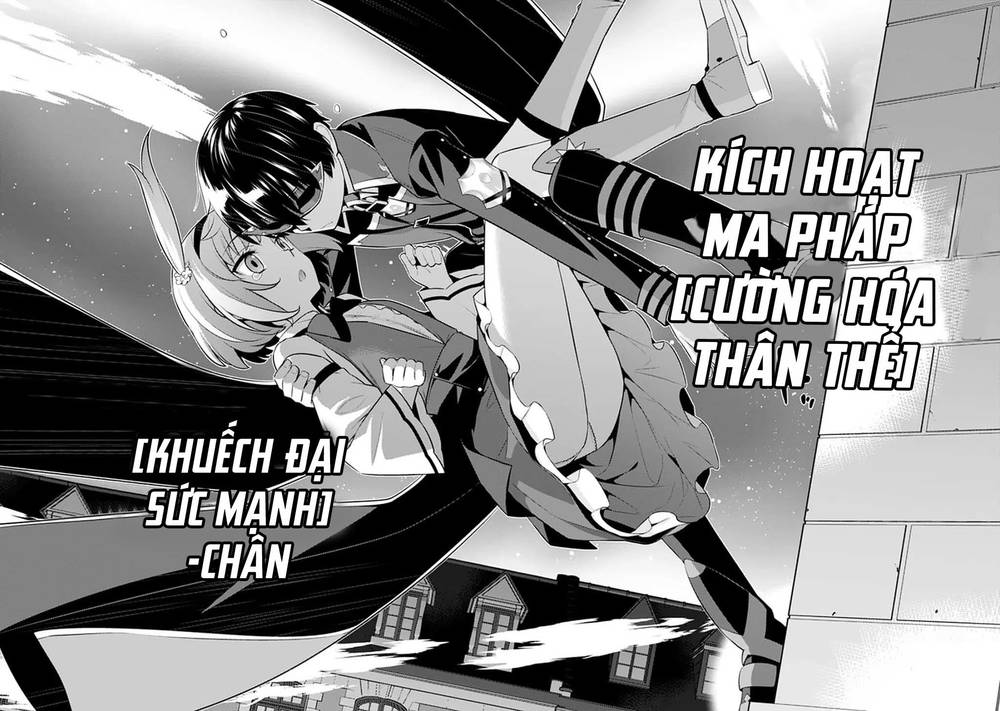 KÍCH HOẠT
MA PHÁP
[CƯỜNG HÓA
THÂN THỂ]
[KHUẾCH ĐẠI
SỨC MẠNH]
-CHÂN